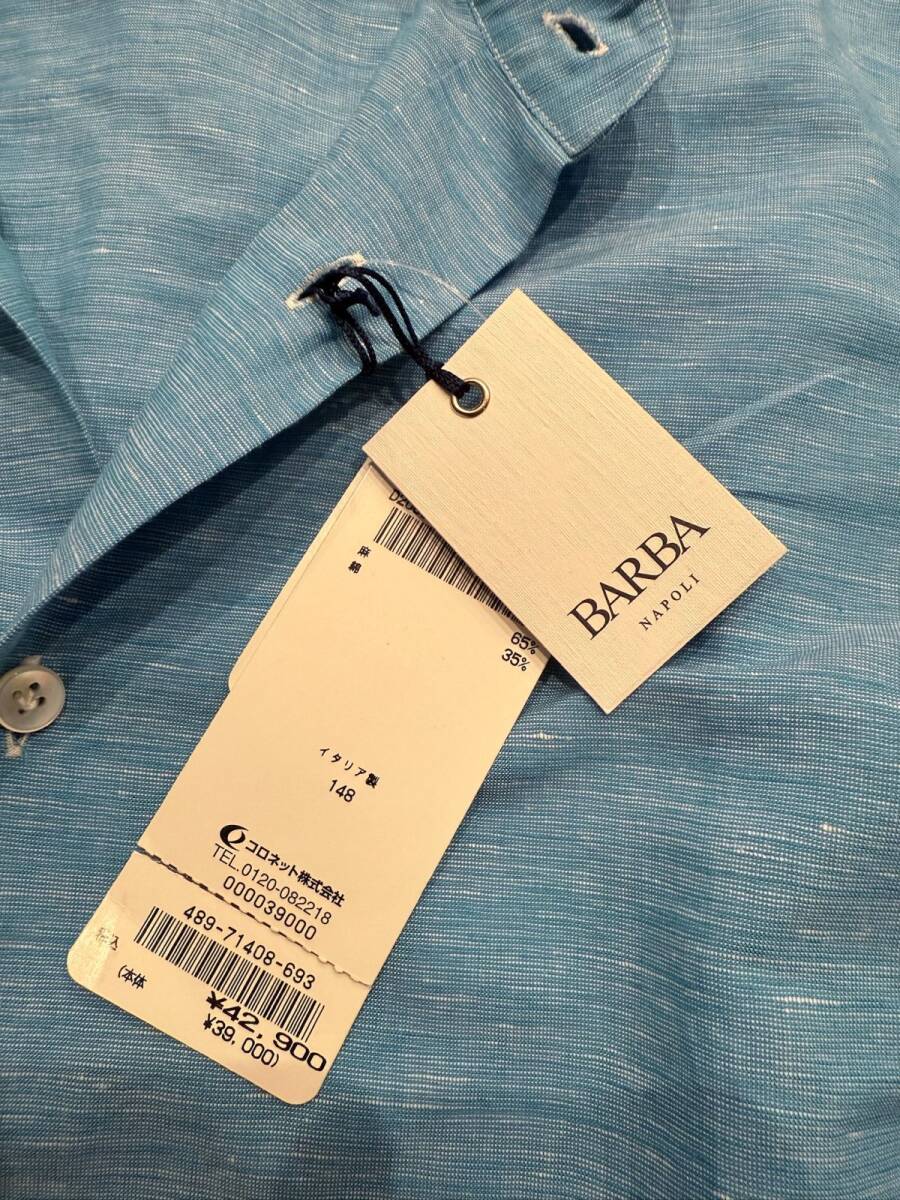 BARBA
NAPOLI
麻 65%
綿 35%
イタリア製
148
コロネット株式会社
TEL.0120-082218
000039000
489-71408-693
税込 ¥42,900
(本体 ¥39,000)